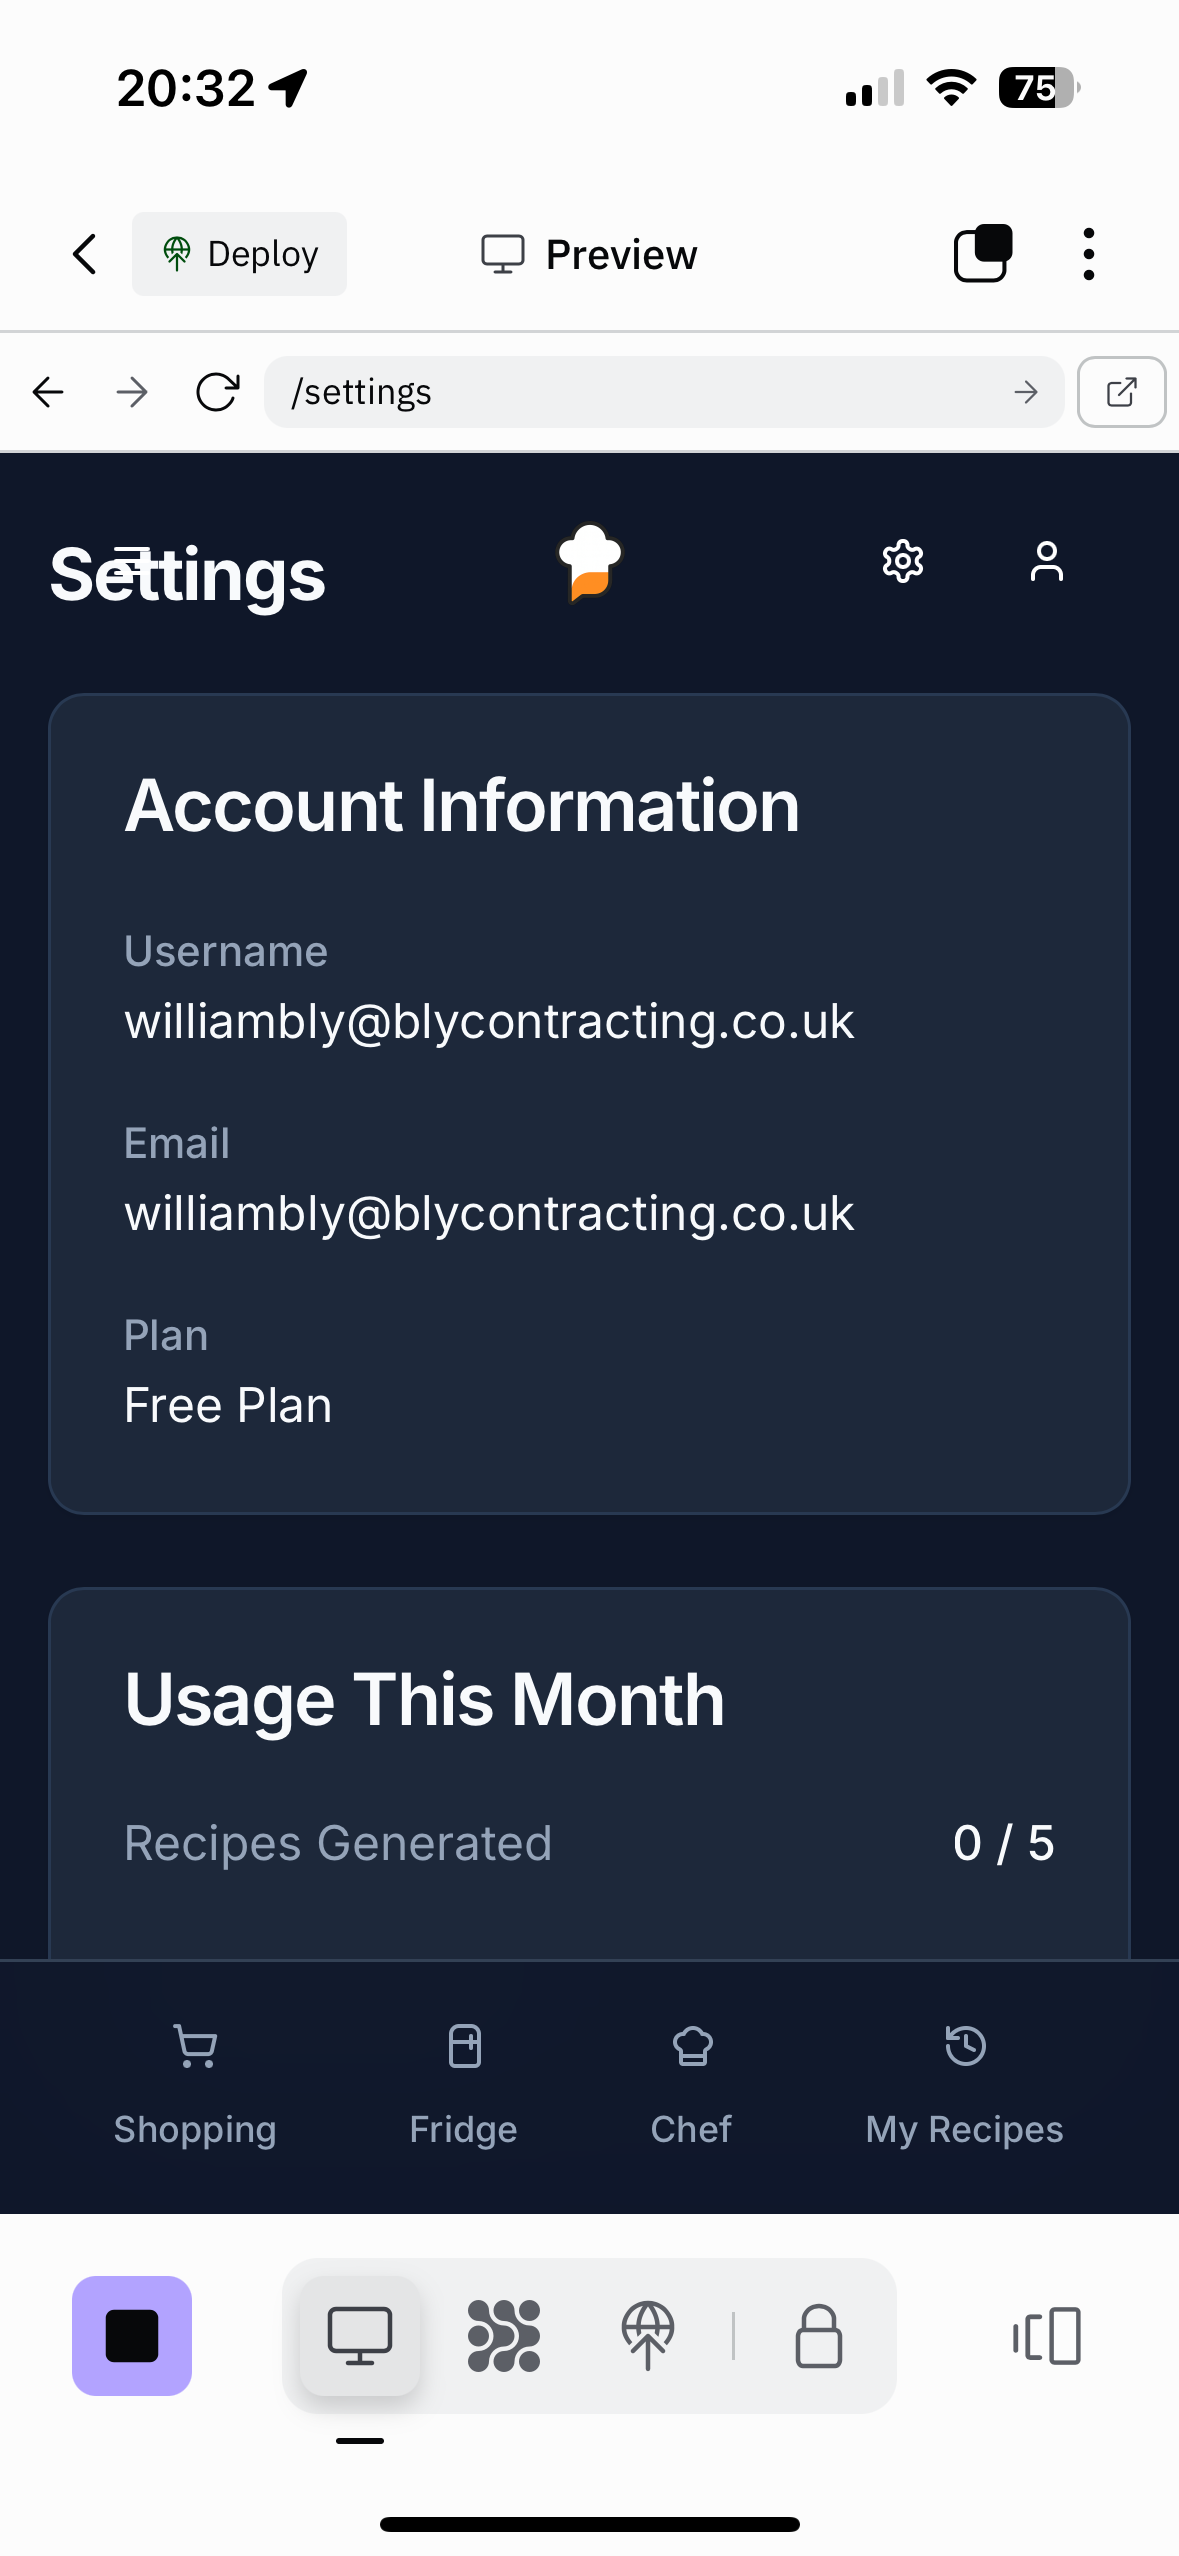 20:32
75
Deploy
Preview
/settings
Settings
Account Information
Username
williambly@blycontracting.co.uk
Email
williambly@blycontracting.co.uk
Plan
Free Plan
Usage This Month
Recipes Generated 0 / 5
Shopping Fridge Chef My Recipes